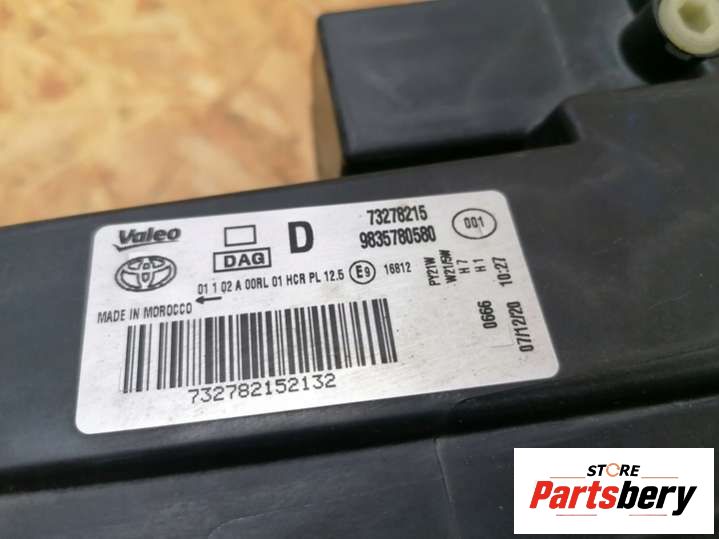 Valeo
DAG
D
73278215
9835780580
001
01 1 02 A 00RL 01 HCR PL 12.5 E9 16812
MADE IN MOROCCO
PY21W
W21/5W
H7
H1
0666
07/12/20 10:27
732782152132
STORE
Partsbery